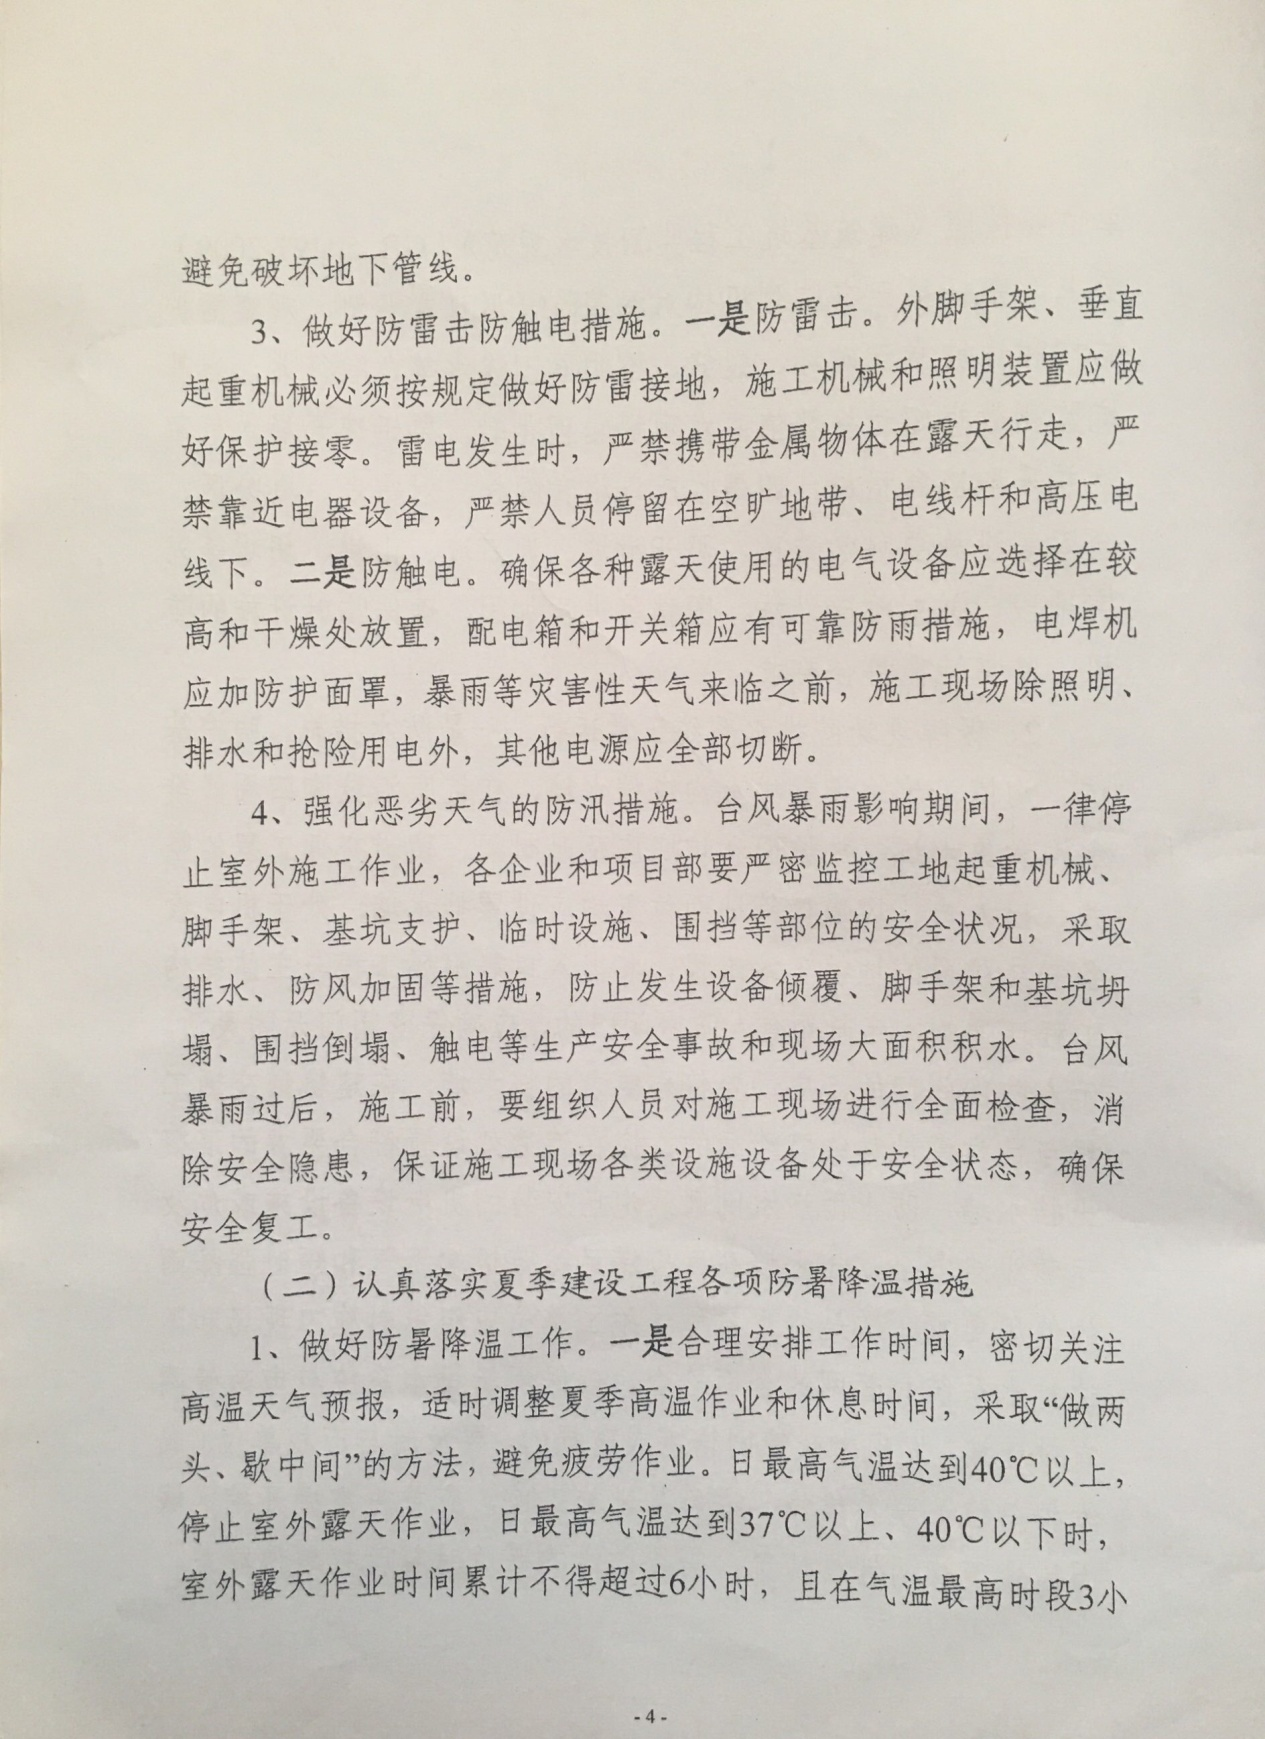 避免破坏地下管线。
3、做好防雷击防触电措施。一是防雷击。外脚手架、垂直
起重机械必须按规定做好防雷接地，施工机械和照明装置应做
好保护接零。雷电发生时，严禁携带金属物体在露天行走，严
禁靠近电器设备，严禁人员停留在空旷地带、电线杆和高压电
线下。二是防触电。确保各种露天使用的电气设备应选择在较
高和干燥处放置，配电箱和开关箱应有可靠防雨措施，电焊机
应加防护面罩，暴雨等灾害性天气来临之前，施工现场除照明、
排水和抢险用电外，其他电源应全部切断。
4、强化恶劣天气的防汛措施。台风暴雨影响期间，一律停
止室外施工作业，各企业和项目部要严密监控工地起重机械、
脚手架、基坑支护、临时设施、围挡等部位的安全状况，采取
排水、防风加固等措施，防止发生设备倾覆、脚手架和基坑坍
塌、围挡倒塌、触电等生产安全事故和现场大面积积水。台风
暴雨过后，施工前，要组织人员对施工现场进行全面检查，消
除安全隐患，保证施工现场各类设施设备处于安全状态，确保
安全复工。
（二）认真落实夏季建设工程各项防暑降温措施
1、做好防暑降温工作。一是合理安排工作时间，密切关注
高温天气预报，适时调整夏季高温作业和休息时间，采取“做两
头、歇中间”的方法，避免疲劳作业。日最高气温达到40℃以上，
停止室外露天作业，日最高气温达到37℃以上、40℃以下时，
室外露天作业时间累计不得超过6小时，且在气温最高时段3小
- 4 -